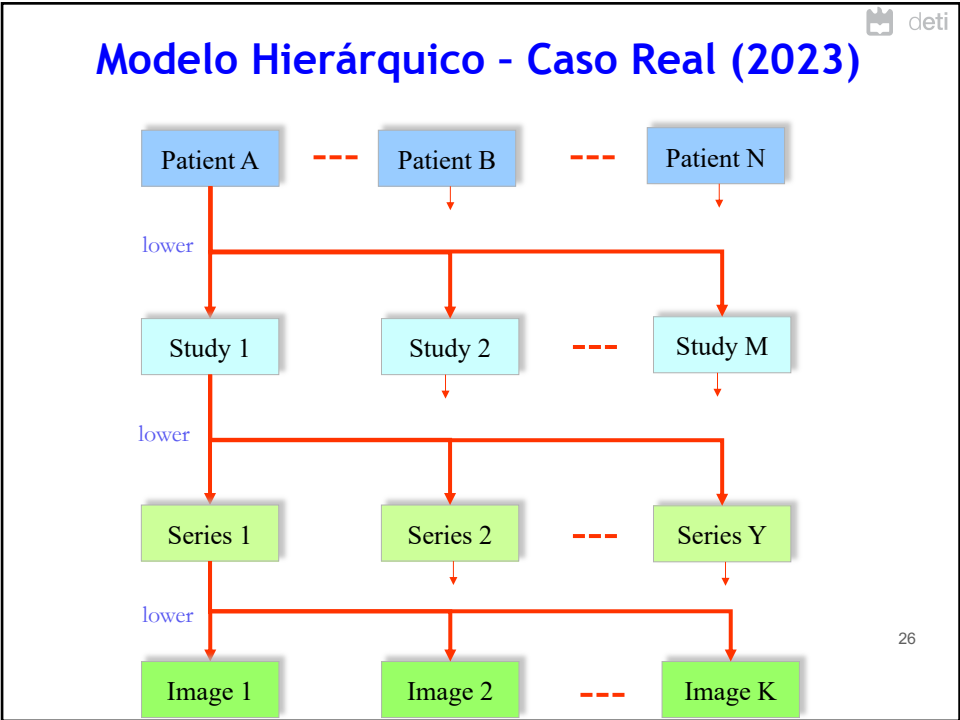 deti
Modelo Hierárquico - Caso Real (2023)
Patient A --- Patient B --- Patient N
lower
Study 1 Study 2 --- Study M
lower
Series 1 Series 2 --- Series Y
lower
26
Image 1 Image 2 --- Image K